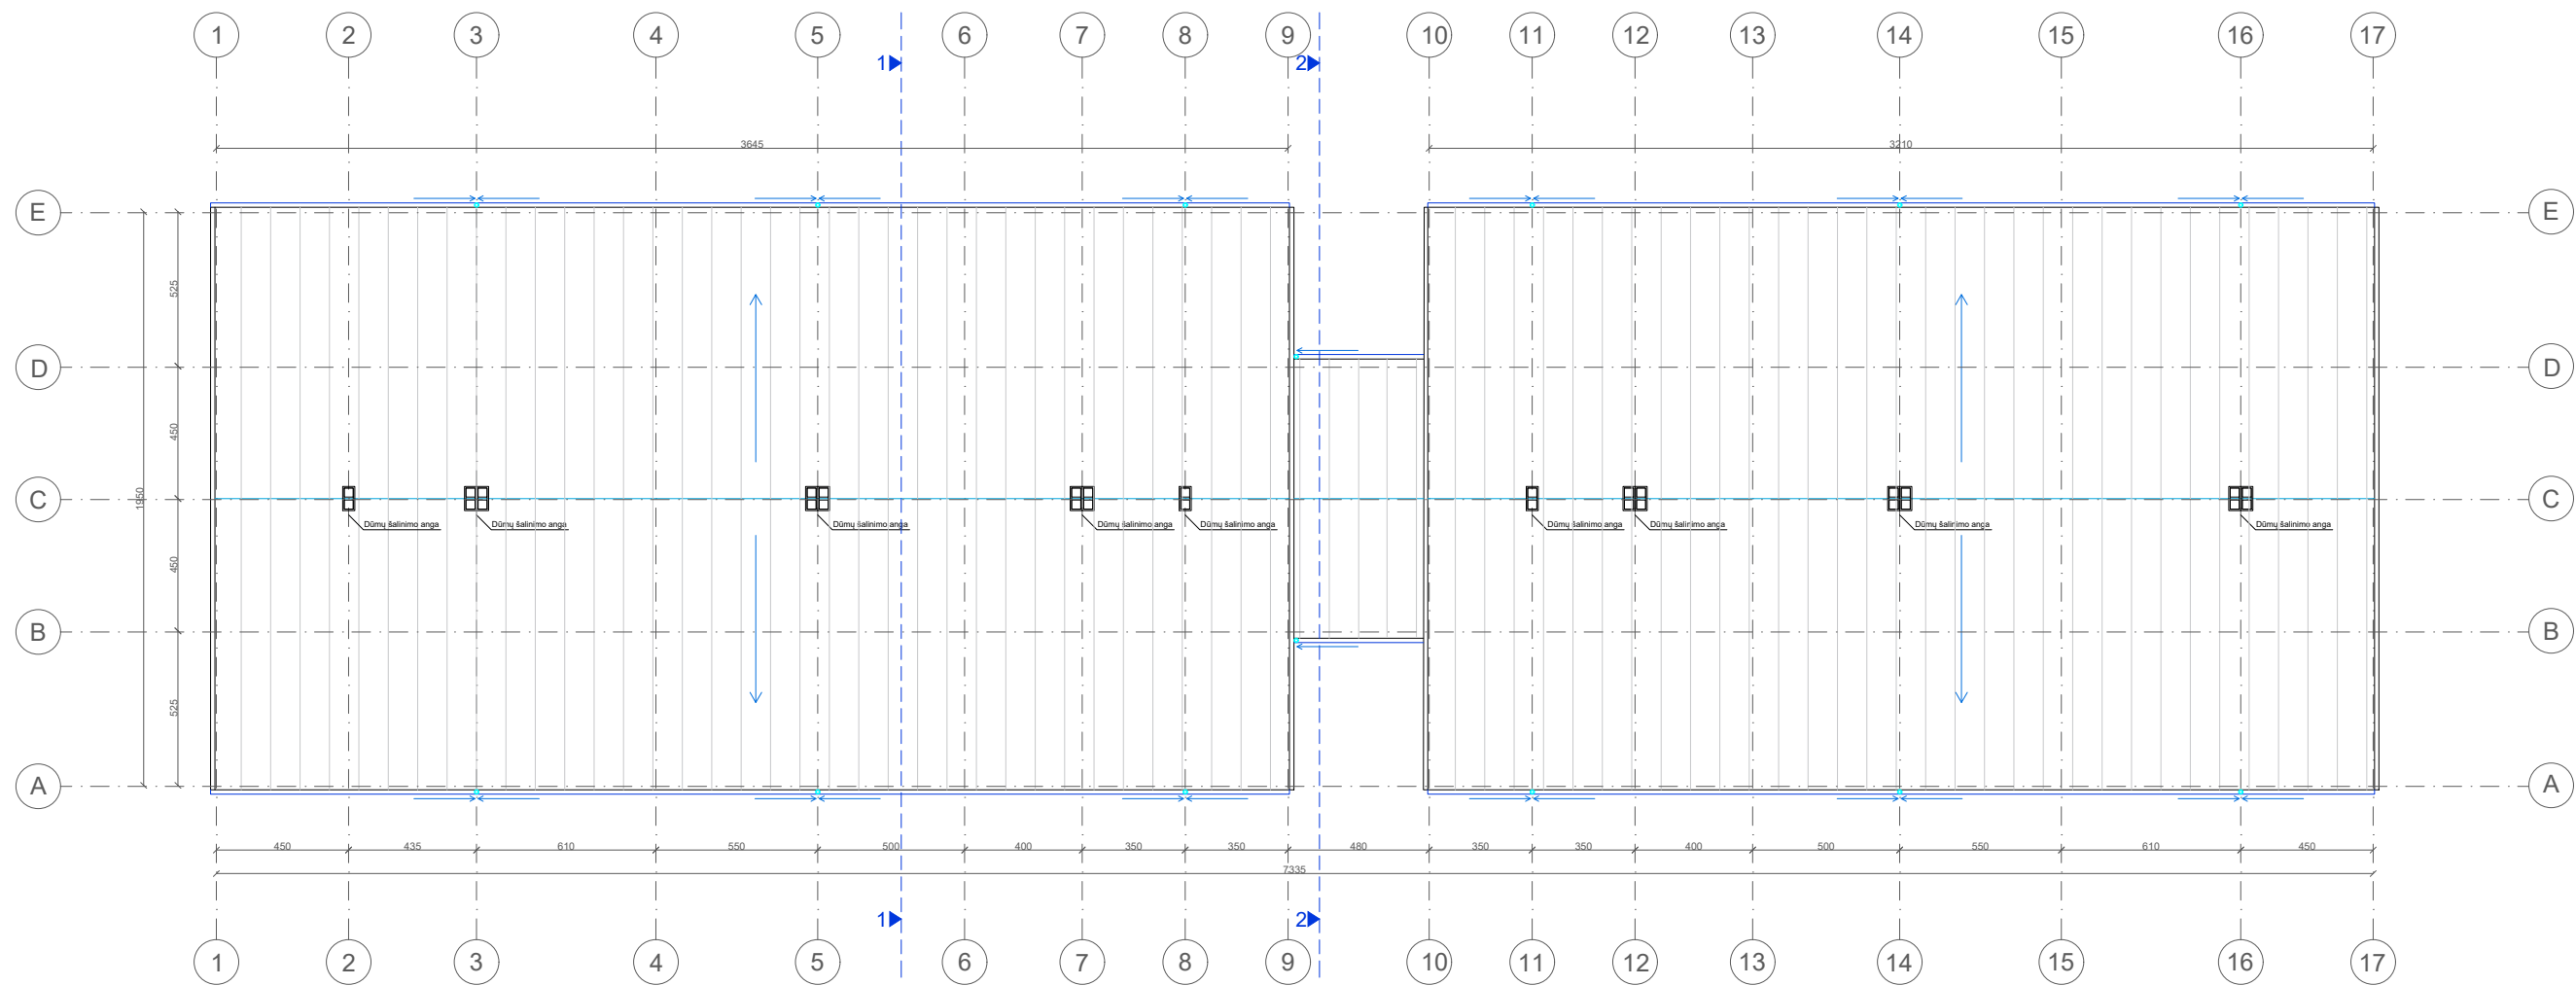 1 2 3 4 5 6 7 8 9 10 11 12 13 14 15 16 17
1 2
3645 3210
E E
525
D D
450
C C
1950
Dūmų šalinimo anga Dūmų šalinimo anga Dūmų šalinimo anga Dūmų šalinimo anga Dūmų šalinimo anga Dūmų šalinimo anga Dūmų šalinimo anga Dūmų šalinimo anga Dūmų šalinimo anga
450
B B
525
A A
450 435 610 550 500 400 350 350 480 350 350 400 500 550 610 450
7335
1 2
1 2 3 4 5 6 7 8 9 10 11 12 13 14 15 16 17